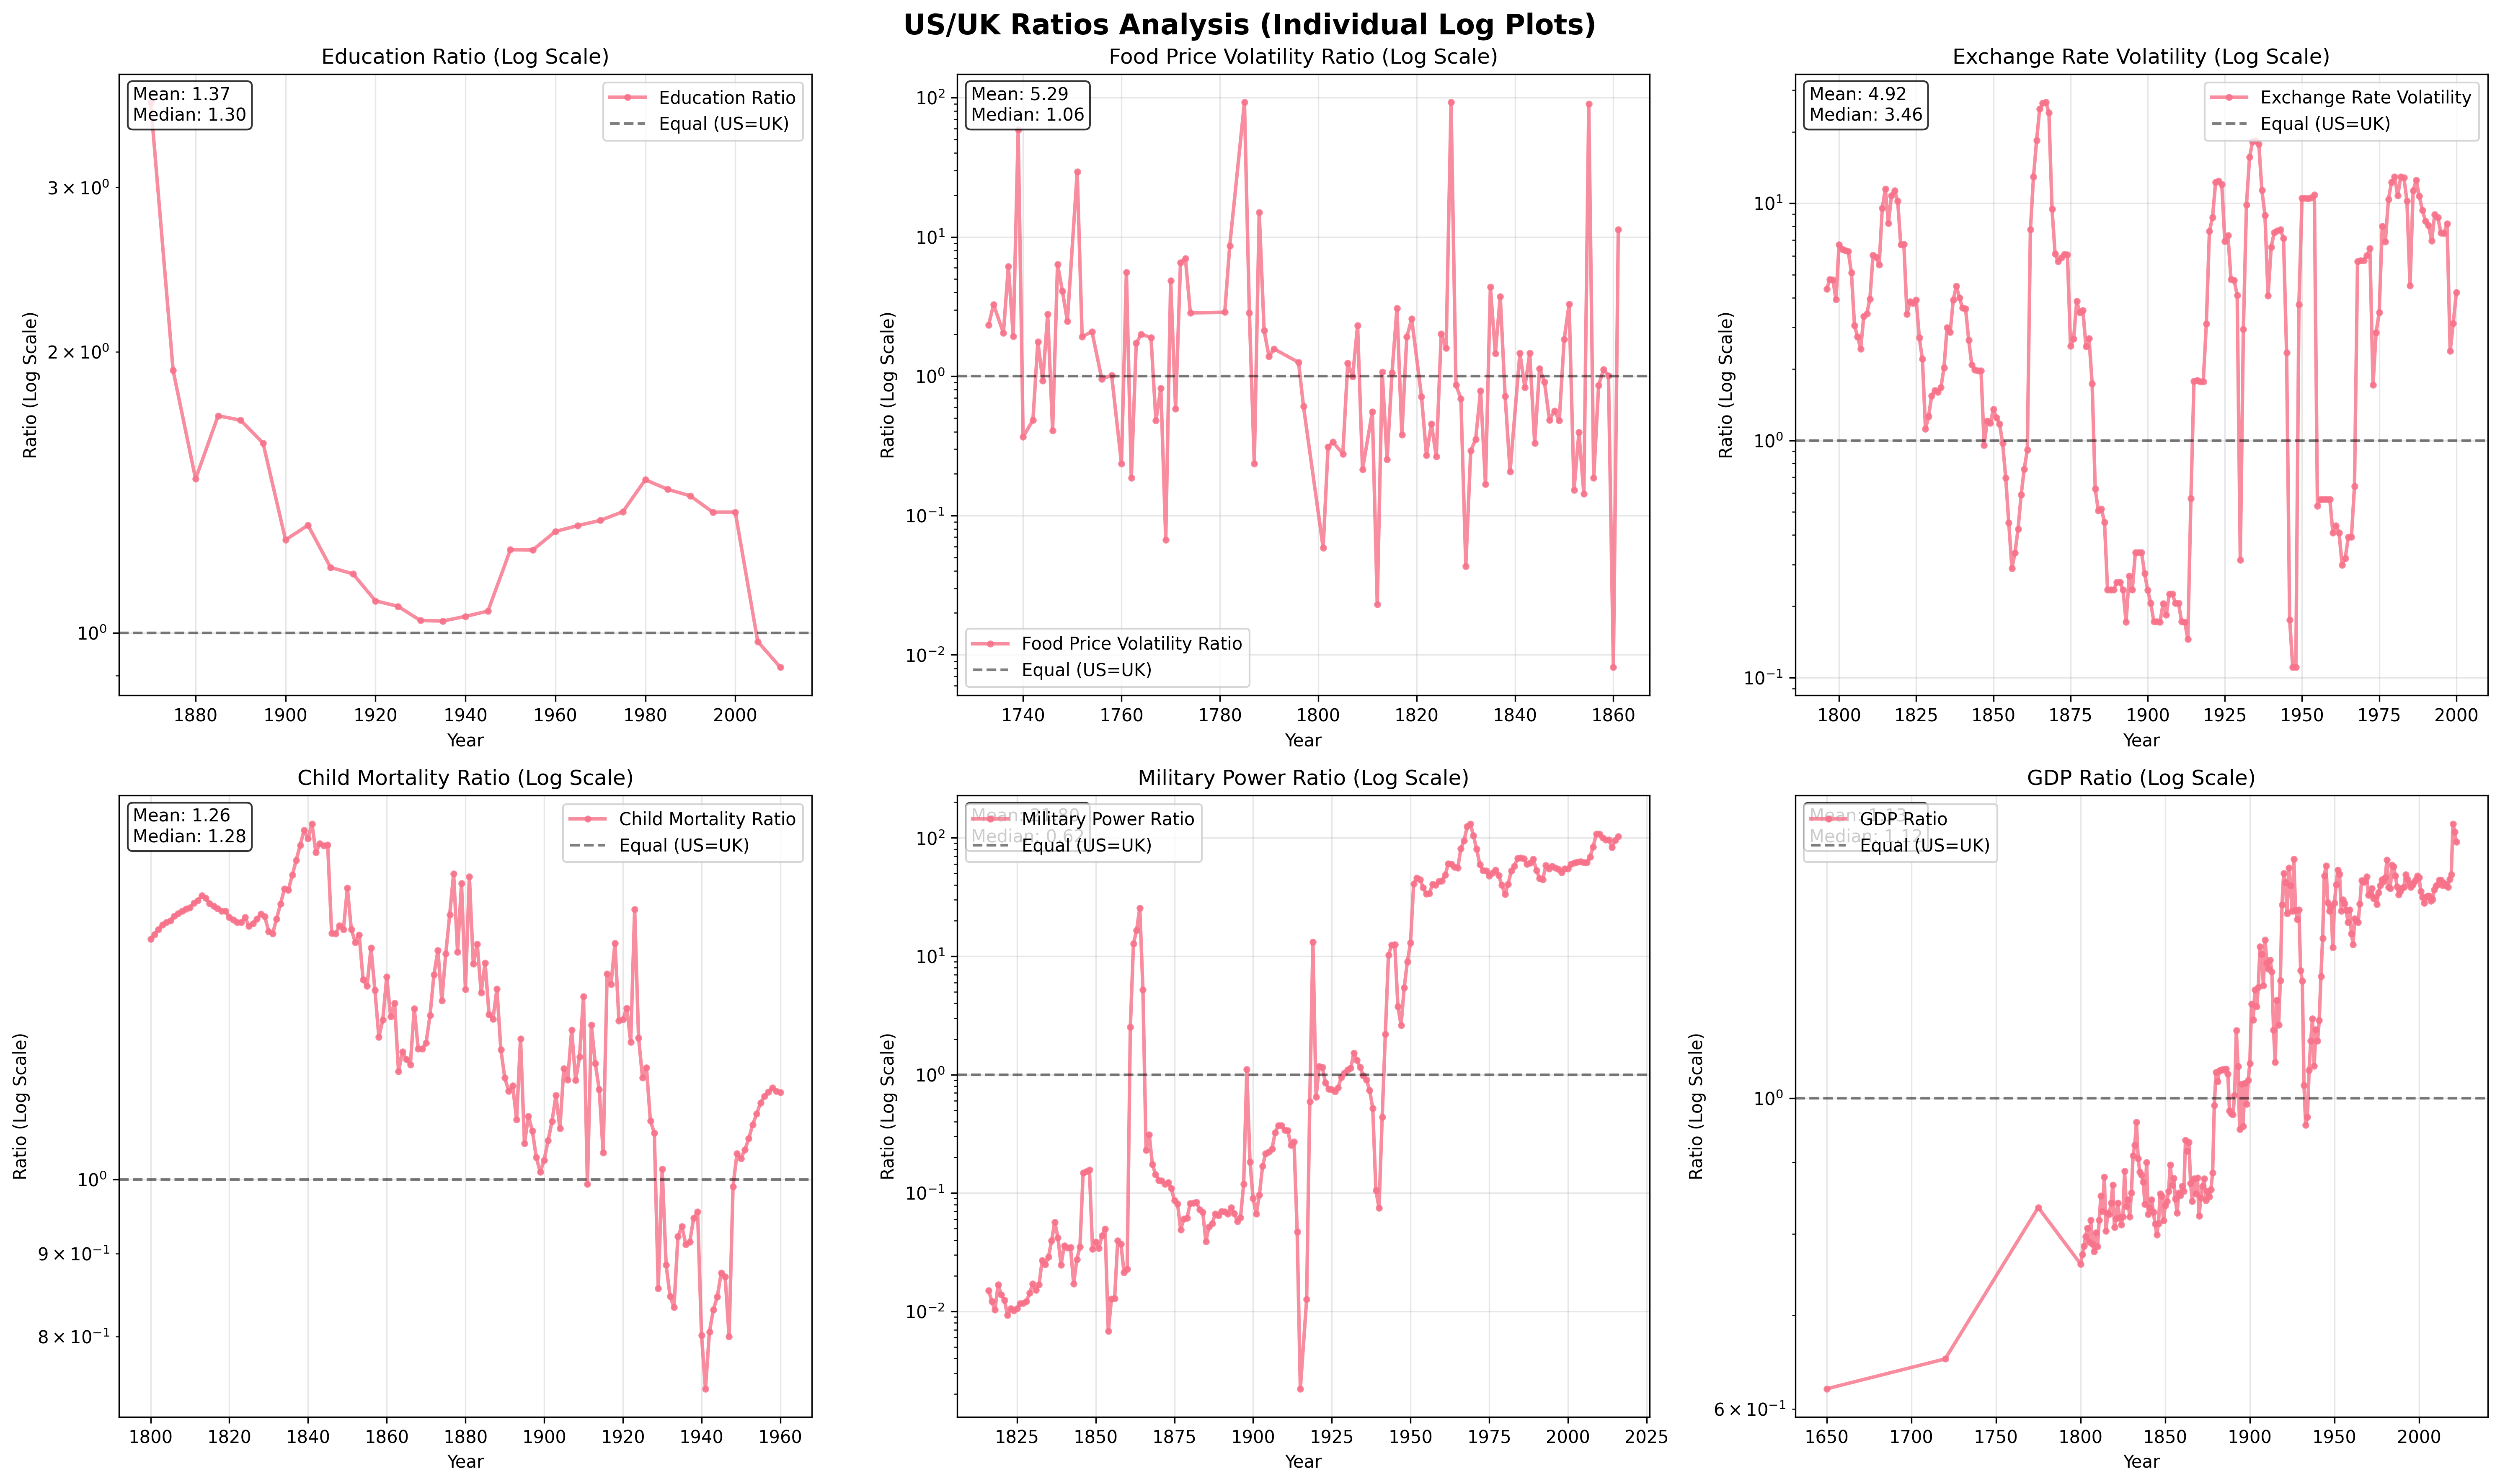 US/UK Ratios Analysis (Individual Log Plots)
Education Ratio (Log Scale)
Mean: 1.37
Median: 1.30
Education Ratio
Equal (US=UK)
3 × 10⁰
2 × 10⁰
10⁰
Ratio (Log Scale)
1880 1900 1920 1940 1960 1980 2000
Year
Food Price Volatility Ratio (Log Scale)
Mean: 5.29
Median: 1.06
10²
10¹
10⁰
10⁻¹
10⁻²
Ratio (Log Scale)
Food Price Volatility Ratio
Equal (US=UK)
1740 1760 1780 1800 1820 1840 1860
Year
Exchange Rate Volatility (Log Scale)
Mean: 4.92
Median: 3.46
Exchange Rate Volatility
Equal (US=UK)
10¹
10⁰
10⁻¹
Ratio (Log Scale)
1800 1825 1850 1875 1900 1925 1950 1975 2000
Year
Child Mortality Ratio (Log Scale)
Mean: 1.26
Median: 1.28
Child Mortality Ratio
Equal (US=UK)
10⁰
9 × 10⁻¹
8 × 10⁻¹
Ratio (Log Scale)
1800 1820 1840 1860 1880 1900 1920 1940 1960
Year
Military Power Ratio (Log Scale)
Mean:
Median:
Military Power Ratio
Equal (US=UK)
10²
10¹
10⁰
10⁻¹
10⁻²
Ratio (Log Scale)
1825 1850 1875 1900 1925 1950 1975 2000 2025
Year
GDP Ratio (Log Scale)
Mean:
Median:
GDP Ratio
Equal (US=UK)
10⁰
6 × 10⁻¹
Ratio (Log Scale)
1650 1700 1750 1800 1850 1900 1950 2000
Year